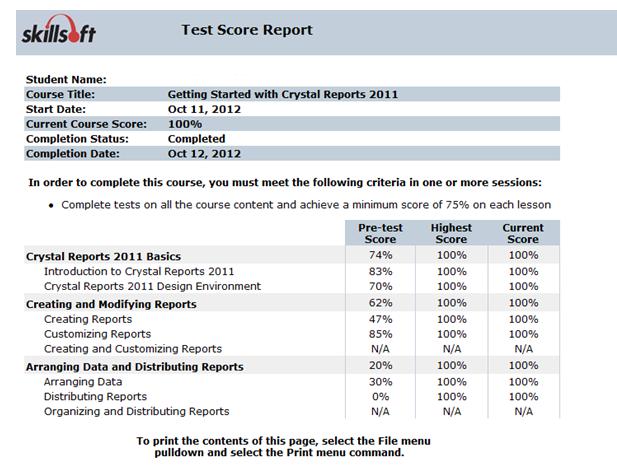 skillsoft
Test Score Report
Student Name:
Course Title: Getting Started with Crystal Reports 2011
Start Date: Oct 11, 2012
Current Course Score: 100%
Completion Status: Completed
Completion Date: Oct 12, 2012
In order to complete this course, you must meet the following criteria in one or more sessions:
• Complete tests on all the course content and achieve a minimum score of 75% on each lesson
Pre-test Score Highest Score Current Score
Crystal Reports 2011 Basics 74% 100% 100%
Introduction to Crystal Reports 2011 83% 100% 100%
Crystal Reports 2011 Design Environment 70% 100% 100%
Creating and Modifying Reports 62% 100% 100%
Creating Reports 47% 100% 100%
Customizing Reports 85% 100% 100%
Creating and Customizing Reports N/A N/A N/A
Arranging Data and Distributing Reports 20% 100% 100%
Arranging Data 30% 100% 100%
Distributing Reports 0% 100% 100%
Organizing and Distributing Reports N/A N/A N/A
To print the contents of this page, select the File menu
pulldown and select the Print menu command.